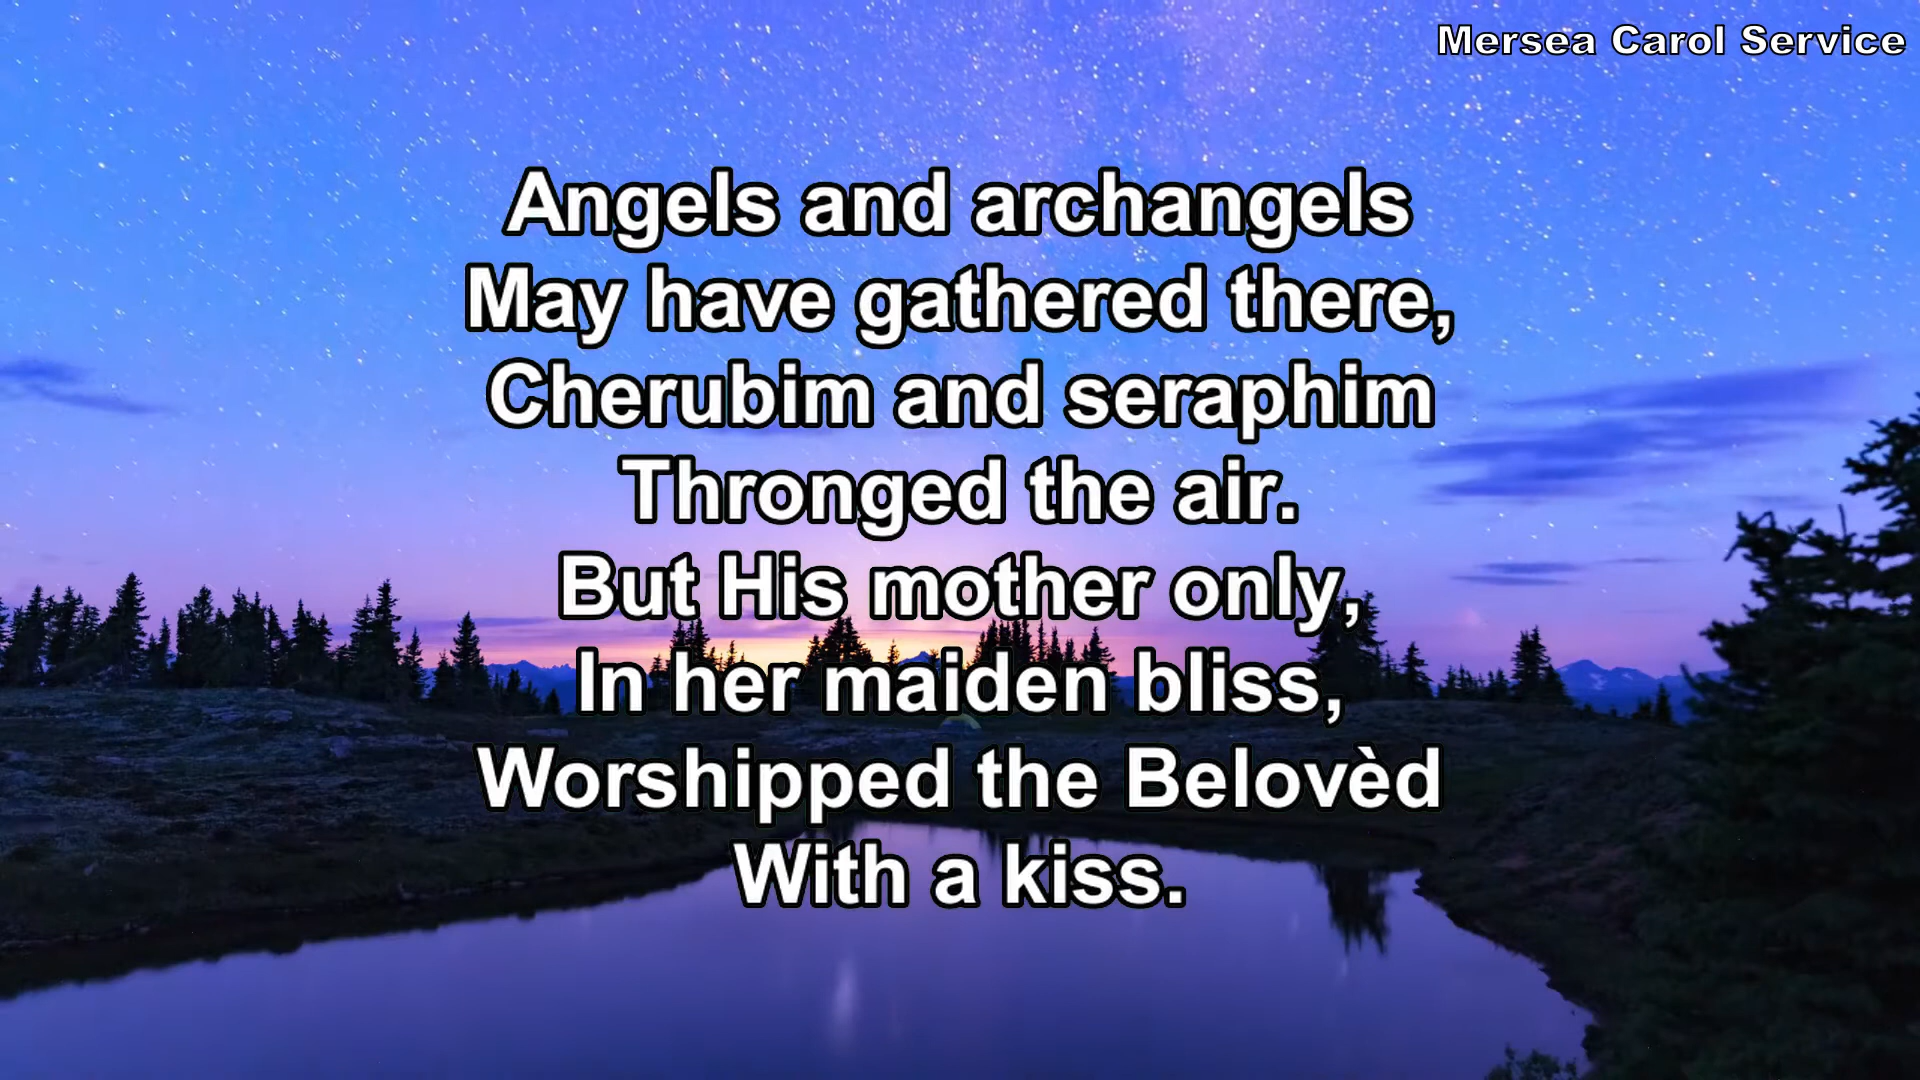 Mersea Carol Service
Angels and archangels
May have gathered there,
Cherubim and seraphim
Thronged the air.
But His mother only,
In her maiden bliss,
Worshipped the Belovèd
With a kiss.